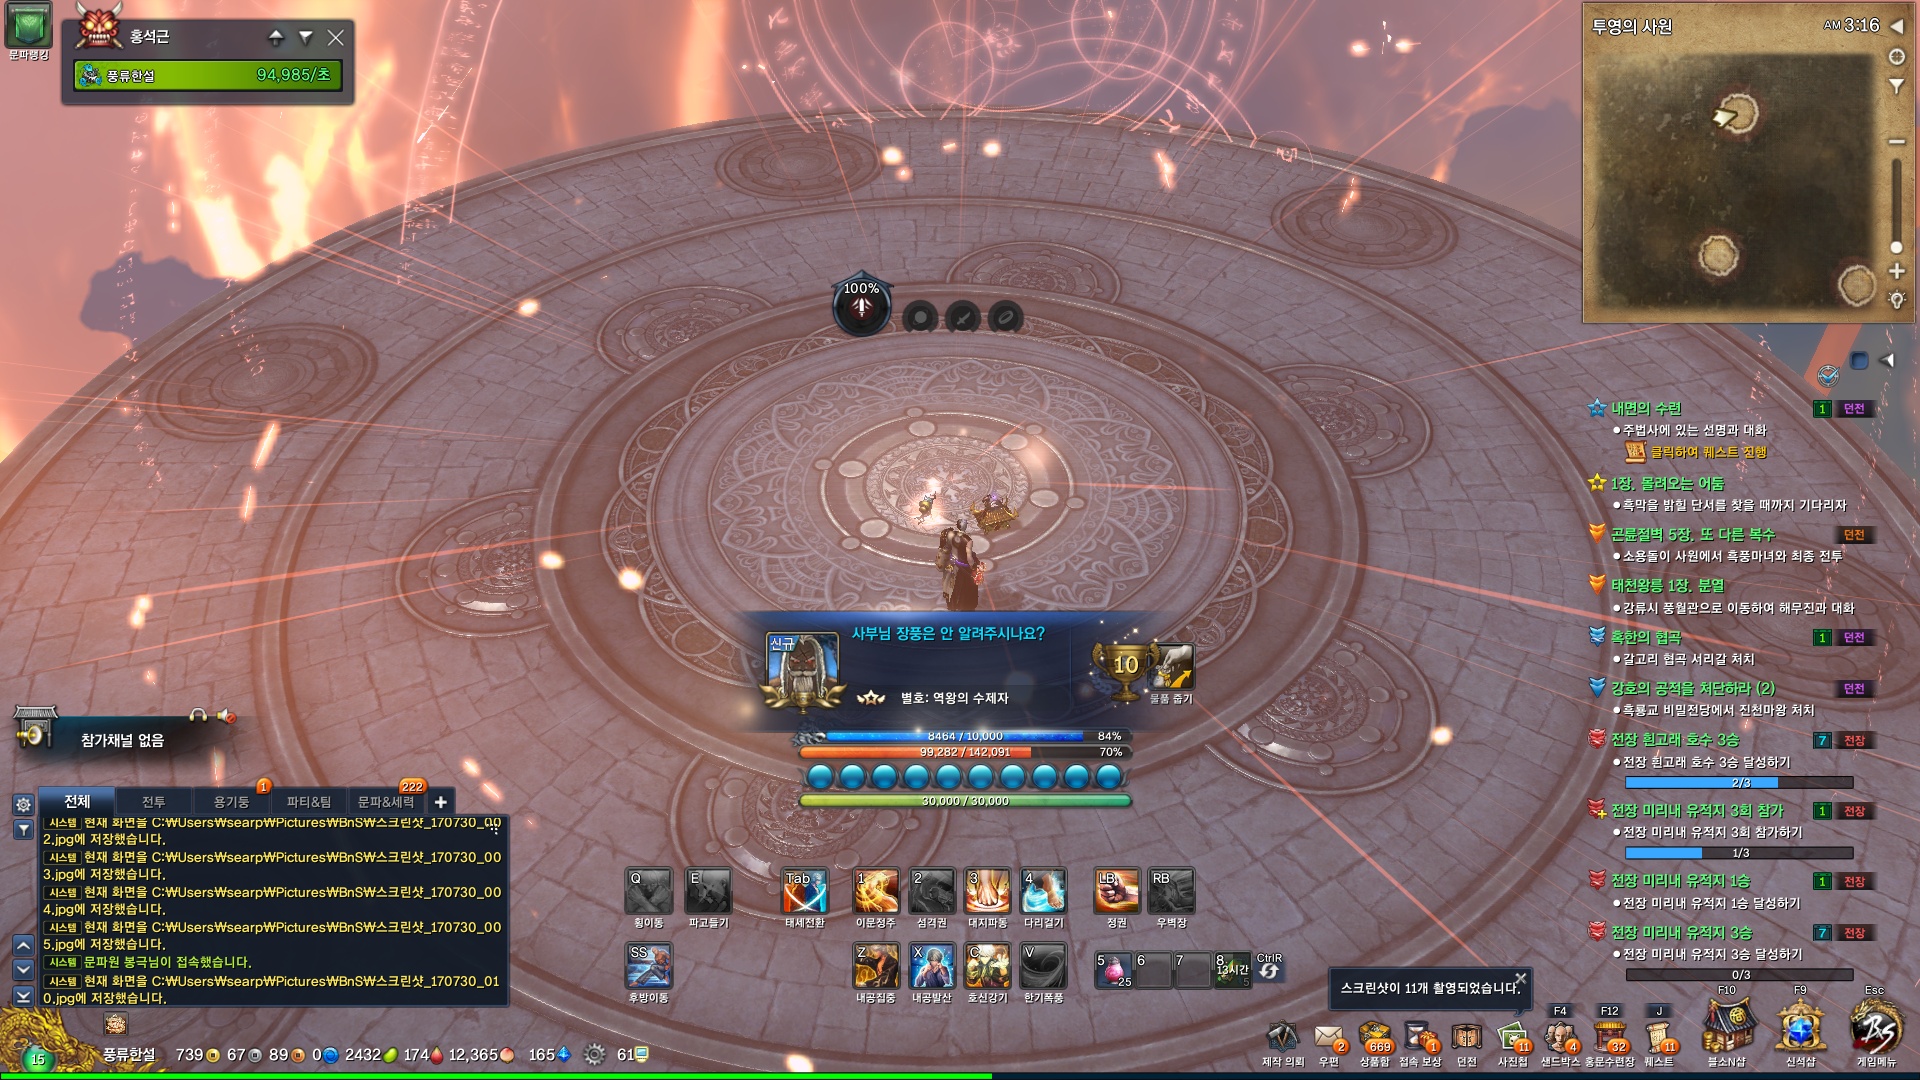 문파랭킹
홍석근
풍류한설 94,985/초
투영의 사원 AM 3:16
100%
내면의 수련 1 던전
주법사에 있는 선명과 대화
클릭하여 퀘스트 진행
1장. 몰려오는 어둠
흑막을 밝힐 단서를 찾을 때까지 기다리자
곤륜절벽 5장. 또 다른 복수 던전
소용돌이 사원에서 흑풍마녀와 최종 전투
태천왕릉 1장. 분열
강류시 풍월관으로 이동하여 해무진과 대화
혹한의 협곡 1 던전
갈고리 협곡 서리갈 처치
강호의 공적을 처단하라 (2) 던전
흑룡교 비밀전당에서 진천마왕 처치
전장 흰고래 호수 3승 7 전장
전장 흰고래 호수 3승 달성하기
2/3
전장 미리내 유적지 3회 참가 1 전장
전장 미리내 유적지 3회 참가하기
1/3
전장 미리내 유적지 1승 1 전장
전장 미리내 유적지 1승 달성하기
전장 미리내 유적지 3승 7 전장
전장 미리내 유적지 3승 달성하기
0/3
신규
사부님 장풍은 안 알려주시나요?
별호: 역왕의 수제자
10
물품 줍기
8464 / 10,000 84%
99,282 / 142,091 70%
30,000 / 30,000
참가채널 없음
전체 전투 용기둥 1 파티&팀 문파&세력 222 +
시스템 현재 화면을 C:₩Users₩searp₩Pictures₩BnS₩스크린샷_170730_00
2.jpg에 저장했습니다.
시스템 현재 화면을 C:₩Users₩searp₩Pictures₩BnS₩스크린샷_170730_00
3.jpg에 저장했습니다.
시스템 현재 화면을 C:₩Users₩searp₩Pictures₩BnS₩스크린샷_170730_00
4.jpg에 저장했습니다.
시스템 현재 화면을 C:₩Users₩searp₩Pictures₩BnS₩스크린샷_170730_00
5.jpg에 저장했습니다.
시스템 문파원 봉극님이 접속했습니다.
시스템 현재 화면을 C:₩Users₩searp₩Pictures₩BnS₩스크린샷_170730_01
0.jpg에 저장했습니다.
Q E Tab 1 2 3 4 LB RB
횡이동 파고들기 태세전환 이문정주 섬격권 대지파동 다리걸기 정권 우벽장
SS Z X C V 5 25 6 7 8 13시간 5 CtrlR
후방이동 내공집중 내공발산 호신강기 한기폭풍
스크린샷이 11개 촬영되었습니다.
F4 F12 J F10 F9 Esc
2 669 1 11 4 32 11
제작 의뢰 우편 상품함 접속 보상 던전 사진첩 샌드박스 홍문수련장 퀘스트 블소N샵 신석샵 게임메뉴
15 풍류한설 739 67 89 0 2432 174 12,365 165 61